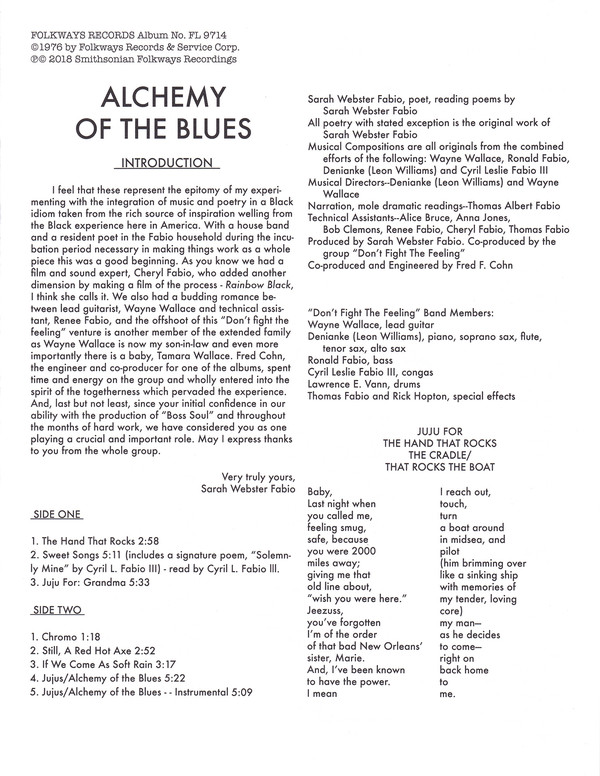 FOLKWAYS RECORDS Album No. FL 9714
©1976 by Folkways Records & Service Corp.
℗© 2018 Smithsonian Folkways Recordings
ALCHEMY
OF THE BLUES
INTRODUCTION
I feel that these represent the epitomy of my experi-
menting with the integration of music and poetry in a Black
idiom taken from the rich source of inspiration welling from
the Black experience here in America. With a house band
and a resident poet in the Fabio household during the incu-
bation period necessary in making things work as a whole
piece this was a good beginning. As you know we had a
film and sound expert, Cheryl Fabio, who added another
dimension by making a film of the process - Rainbow Black,
I think she calls it. We also had a budding romance be-
tween lead guitarist, Wayne Wallace and technical assis-
tant, Renee Fabio, and the offshoot of this "Don't fight the
feeling" venture is another member of the extended family
as Wayne Wallace is now my son-in-law and even more
importantly there is a baby, Tamara Wallace. Fred Cohn,
the engineer and co-producer for one of the albums, spent
time and energy on the group and wholly entered into the
spirit of the togetherness which pervaded the experience.
And, last but not least, since your initial confidence in our
ability with the production of "Boss Soul" and throughout
the months of hard work, we have considered you as one
playing a crucial and important role. May I express thanks
to you from the whole group.
Very truly yours,
Sarah Webster Fabio
SIDE ONE
1. The Hand That Rocks 2:58
2. Sweet Songs 5:11 (includes a signature poem, "Solemn-
ly Mine" by Cyril L. Fabio III) - read by Cyril L. Fabio lll.
3. Juju For: Grandma 5:33
SIDE TWO
1. Chromo 1:18
2. Still, A Red Hot Axe 2:52
3. If We Come As Soft Rain 3:17
4. Jujus/Alchemy of the Blues 5:22
5. Jujus/Alchemy of the Blues - - Instrumental 5:09
Sarah Webster Fabio, poet, reading poems by
Sarah Webster Fabio
All poetry with stated exception is the original work of
Sarah Webster Fabio
Musical Compositions are all originals from the combined
efforts of the following: Wayne Wallace, Ronald Fabio,
Denianke (Leon Williams) and Cyril Leslie Fabio III
Musical Directors--Denianke (Leon Williams) and Wayne
Wallace
Narration, mole dramatic readings--Thomas Albert Fabio
Technical Assistants--Alice Bruce, Anna Jones,
Bob Clemons, Renee Fabio, Cheryl Fabio, Thomas Fabio
Produced by Sarah Webster Fabio. Co-produced by the
group "Don't Fight The Feeling"
Co-produced and Engineered by Fred F. Cohn
"Don't Fight The Feeling" Band Members:
Wayne Wallace, lead guitar
Denianke (Leon Williams), piano, soprano sax, flute,
tenor sax, alto sax
Ronald Fabio, bass
Cyril Leslie Fabio III, congas
Lawrence E. Vann, drums
Thomas Fabio and Rick Hopton, special effects
JUJU FOR
THE HAND THAT ROCKS
THE CRADLE/
THAT ROCKS THE BOAT
Baby,
Last night when
you called me,
feeling smug,
safe, because
you were 2000
miles away;
giving me that
old line about,
"wish you were here."
Jeezuss,
you've forgotten
I'm of the order
of that bad New Orleans'
sister, Marie.
And, I've been known
to have the power.
I mean
I reach out,
touch,
turn
a boat around
in midsea, and
pilot
(him brimming over
like a sinking ship
with memories of
my tender, loving
core)
my man—
as he decides
to come—
right on
back home
to
me.